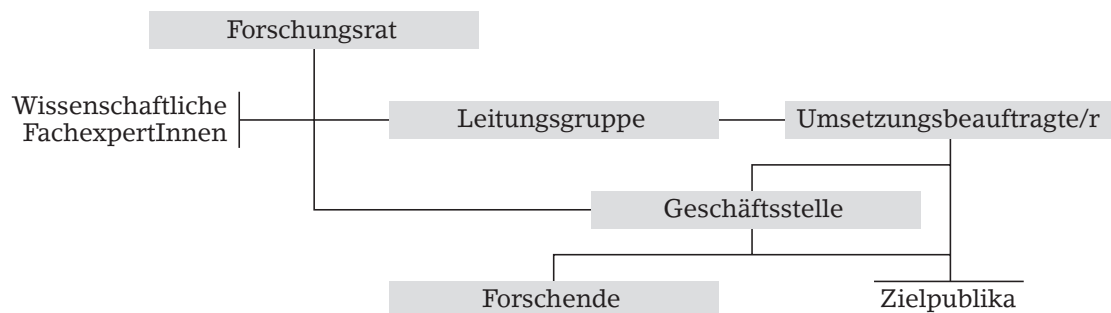 Forschungsrat
Wissenschaftliche
FachexpertInnen
Leitungsgruppe
Umsetzungsbeauftragte/r
Geschäftsstelle
Forschende
Zielpublika